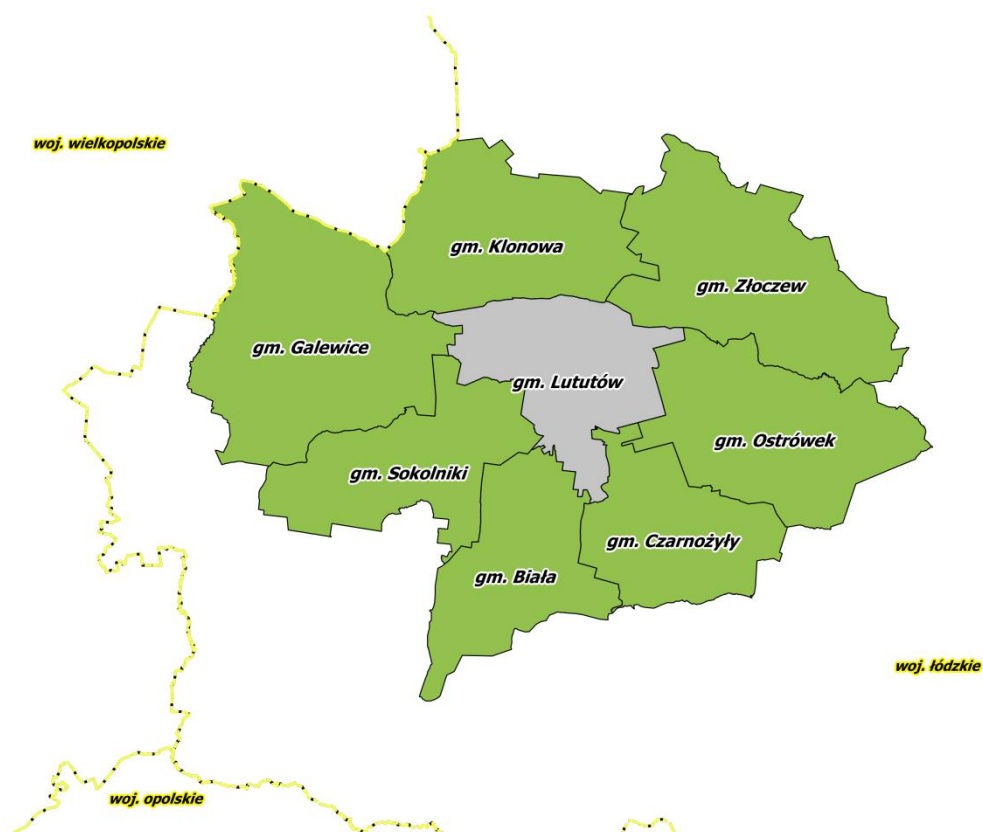 woj. wielkopolskie
gm. Klonowa
gm. Złoczew
gm. Galewice
gm. Lututów
gm. Ostrówek
gm. Sokolniki
gm. Czarnożyły
gm. Biała
woj. łódzkie
woj. opolskie